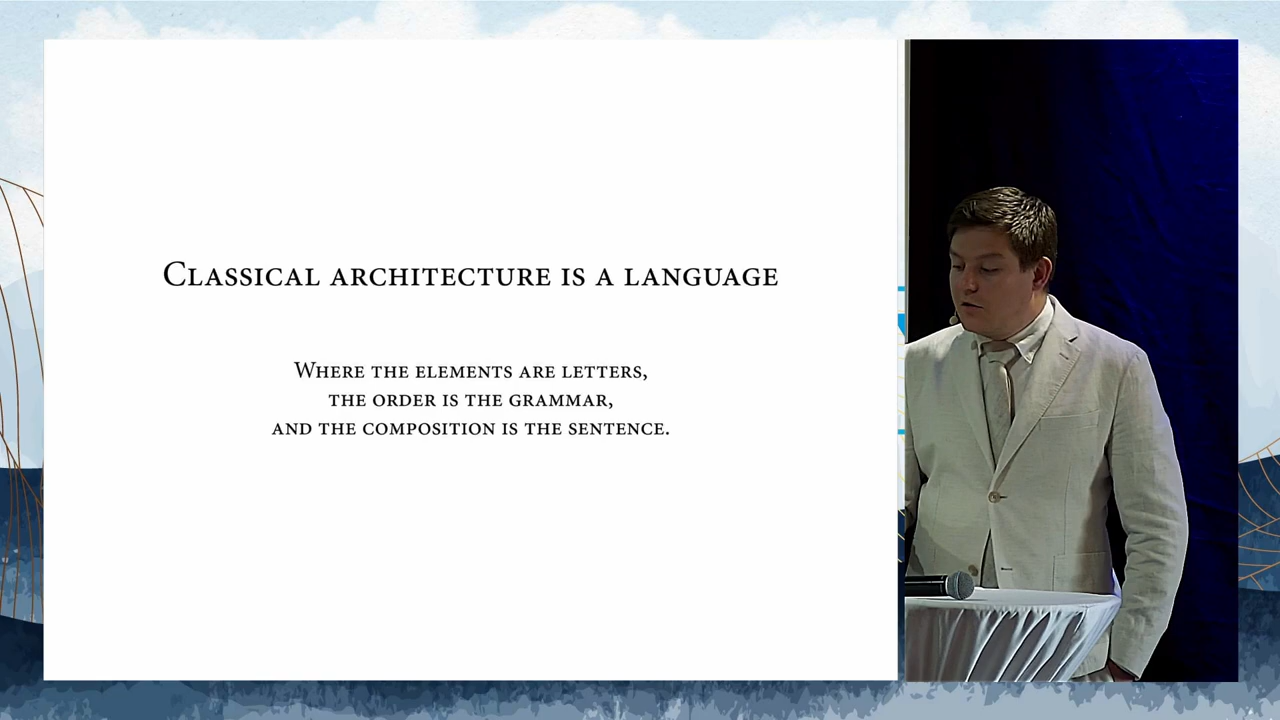 Classical architecture is a language
Where the elements are letters,
the order is the grammar,
and the composition is the sentence.